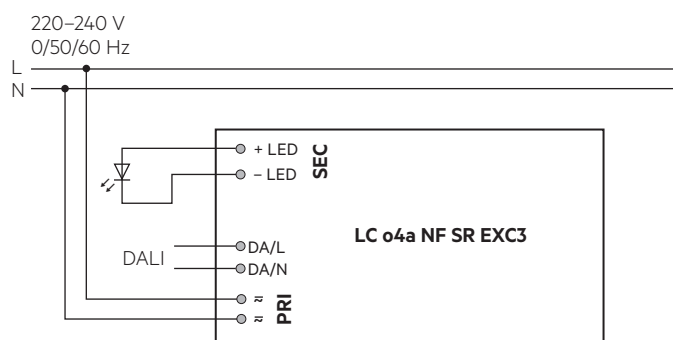 220–240 V
0/50/60 Hz
L
N
+ LED
– LED
SEC
LC o4a NF SR EXC3
DALI
DA/L
DA/N
≂
≂
PRI